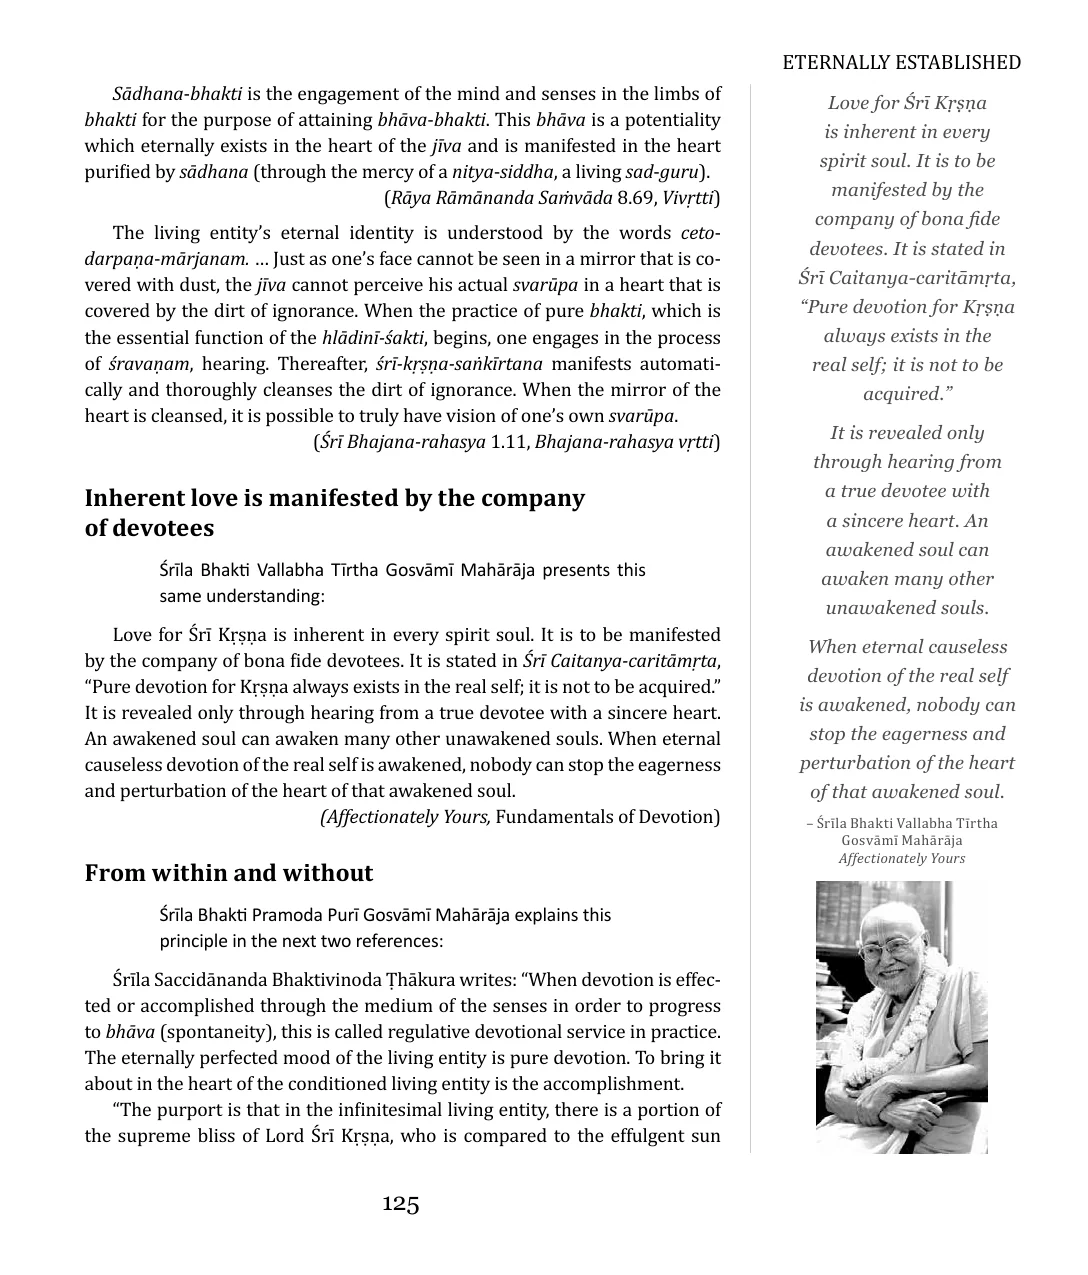 ETERNALLY ESTABLISHED
Sādhana-bhakti is the engagement of the mind and senses in the limbs of
bhakti for the purpose of attaining bhāva-bhakti. This bhāva is a potentiality
which eternally exists in the heart of the jīva and is manifested in the heart
purified by sādhana (through the mercy of a nitya-siddha, a living sad-guru).
(Rāya Rāmānanda Saṁvāda 8.69, Vivṛtti)
The living entity’s eternal identity is understood by the words ceto-
darpaṇa-mārjanam. … Just as one’s face cannot be seen in a mirror that is co-
vered with dust, the jīva cannot perceive his actual svarūpa in a heart that is
covered by the dirt of ignorance. When the practice of pure bhakti, which is
the essential function of the hlādinī-śakti, begins, one engages in the process
of śravaṇam, hearing. Thereafter, śrī-kṛṣṇa-saṅkīrtana manifests automati-
cally and thoroughly cleanses the dirt of ignorance. When the mirror of the
heart is cleansed, it is possible to truly have vision of one’s own svarūpa.
(Śrī Bhajana-rahasya 1.11, Bhajana-rahasya vṛtti)
Inherent love is manifested by the company
of devotees
Śrīla Bhakti Vallabha Tīrtha Gosvāmī Mahārāja presents this
same understanding:
Love for Śrī Kṛṣṇa is inherent in every spirit soul. It is to be manifested
by the company of bona fide devotees. It is stated in Śrī Caitanya-caritāmṛta,
“Pure devotion for Kṛṣṇa always exists in the real self; it is not to be acquired.”
It is revealed only through hearing from a true devotee with a sincere heart.
An awakened soul can awaken many other unawakened souls. When eternal
causeless devotion of the real self is awakened, nobody can stop the eagerness
and perturbation of the heart of that awakened soul.
(Affectionately Yours, Fundamentals of Devotion)
From within and without
Śrīla Bhakti Pramoda Purī Gosvāmī Mahārāja explains this
principle in the next two references:
Śrīla Saccidānanda Bhaktivinoda Ṭhākura writes: “When devotion is effec-
ted or accomplished through the medium of the senses in order to progress
to bhāva (spontaneity), this is called regulative devotional service in practice.
The eternally perfected mood of the living entity is pure devotion. To bring it
about in the heart of the conditioned living entity is the accomplishment.
“The purport is that in the infinitesimal living entity, there is a portion of
the supreme bliss of Lord Śrī Kṛṣṇa, who is compared to the effulgent sun
Love for Śrī Kṛṣṇa
is inherent in every
spirit soul. It is to be
manifested by the
company of bona fide
devotees. It is stated in
Śrī Caitanya-caritāmṛta,
“Pure devotion for Kṛṣṇa
always exists in the
real self; it is not to be
acquired.”
It is revealed only
through hearing from
a true devotee with
a sincere heart. An
awakened soul can
awaken many other
unawakened souls.
When eternal causeless
devotion of the real self
is awakened, nobody can
stop the eagerness and
perturbation of the heart
of that awakened soul.
– Śrīla Bhakti Vallabha Tīrtha
Gosvāmī Mahārāja
Affectionately Yours
125